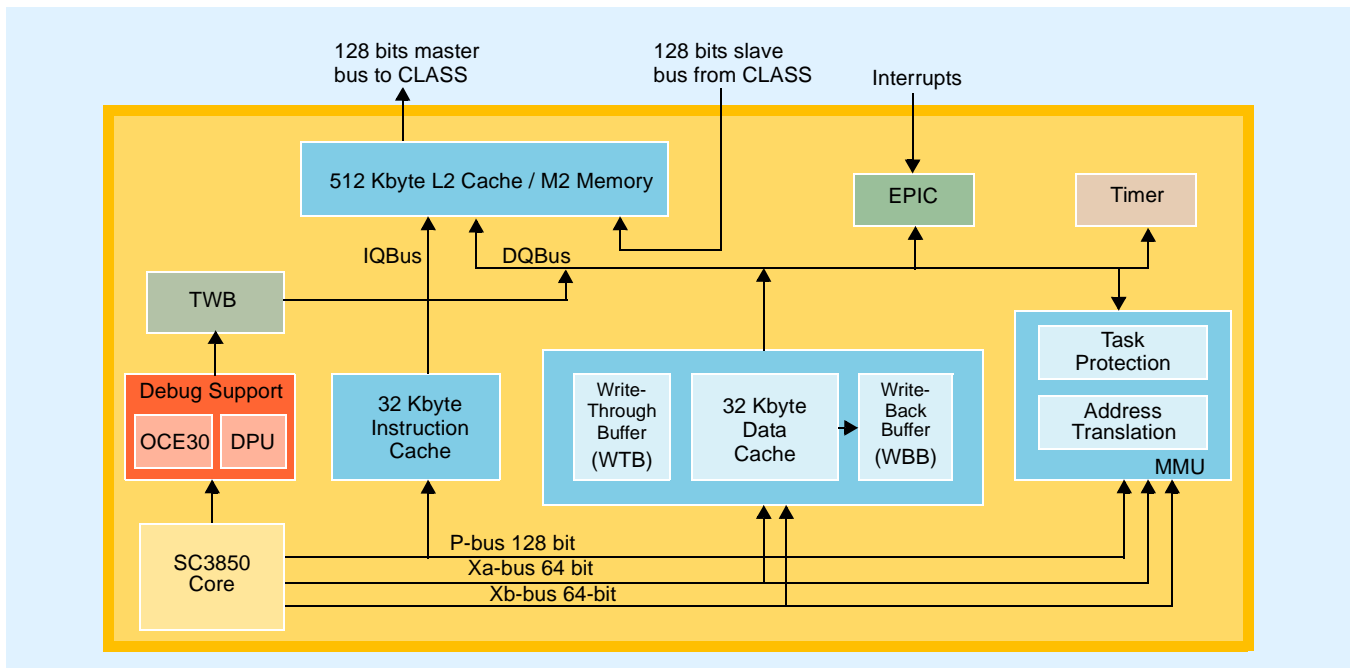 128 bits master
bus to CLASS
128 bits slave
bus from CLASS
Interrupts
512 Kbyte L2 Cache / M2 Memory
EPIC
Timer
IQBus
DQBus
TWB
Task
Protection
Address
Translation
MMU
Debug Support
OCE30
DPU
32 Kbyte
Instruction
Cache
Write-
Through
Buffer
(WTB)
32 Kbyte
Data
Cache
Write-
Back
Buffer
(WBB)
SC3850
Core
P-bus 128 bit
Xa-bus 64 bit
Xb-bus 64-bit